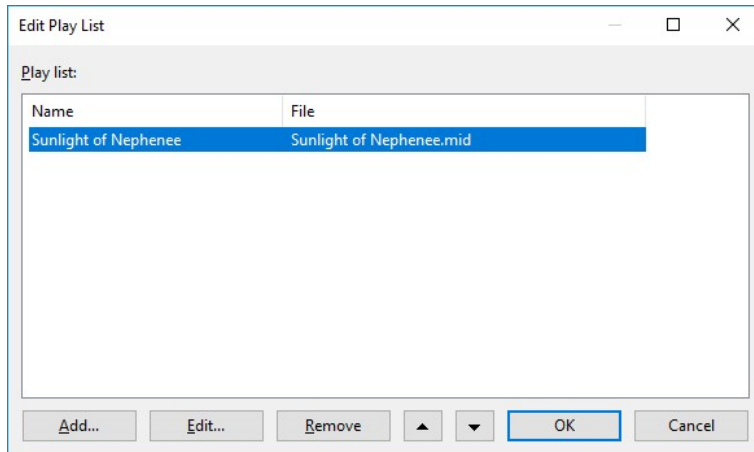 Edit Play List
Play list:
Name File
Sunlight of Nephenee Sunlight of Nephenee.mid
Add... Edit... Remove OK Cancel